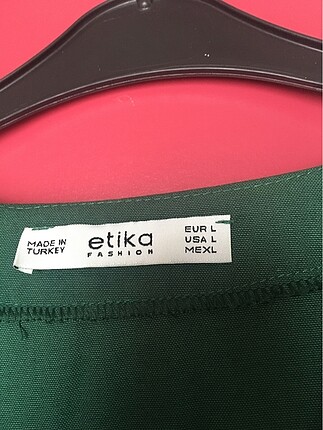 MADE IN
TURKEY
etika
FASHION
EUR L
USA L
MEXL